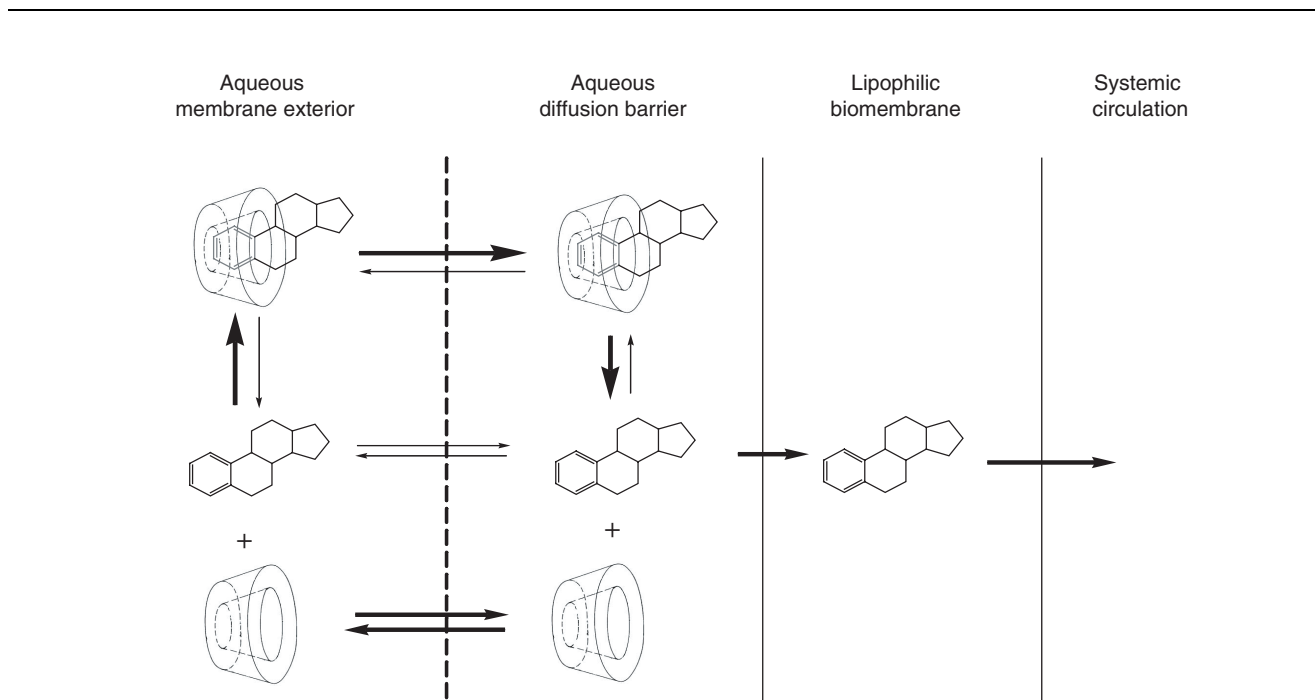 Aqueous
membrane exterior
Aqueous
diffusion barrier
Lipophilic
biomembrane
Systemic
circulation
+
+